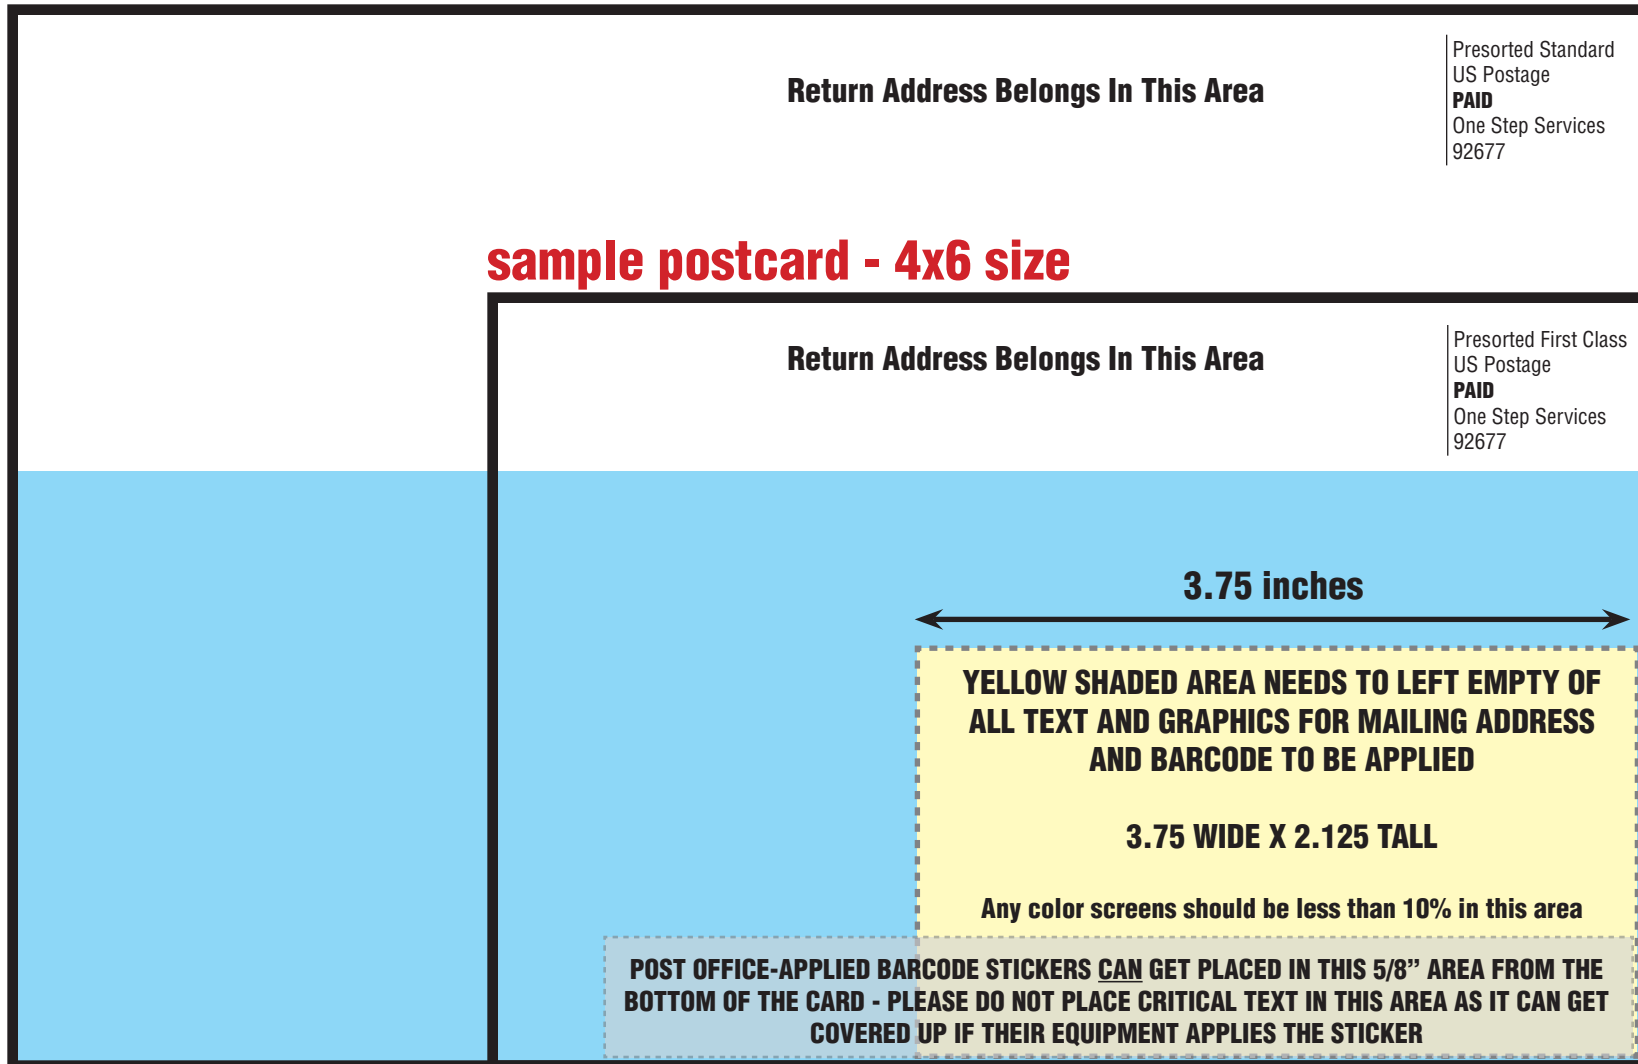 Return Address Belongs In This Area
Presorted Standard
US Postage
PAID
One Step Services
92677
sample postcard - 4x6 size
Return Address Belongs In This Area
Presorted First Class
US Postage
PAID
One Step Services
92677
3.75 inches
YELLOW SHADED AREA NEEDS TO LEFT EMPTY OF
ALL TEXT AND GRAPHICS FOR MAILING ADDRESS
AND BARCODE TO BE APPLIED
3.75 WIDE X 2.125 TALL
Any color screens should be less than 10% in this area
POST OFFICE-APPLIED BARCODE STICKERS CAN GET PLACED IN THIS 5/8” AREA FROM THE
BOTTOM OF THE CARD - PLEASE DO NOT PLACE CRITICAL TEXT IN THIS AREA AS IT CAN GET
COVERED UP IF THEIR EQUIPMENT APPLIES THE STICKER